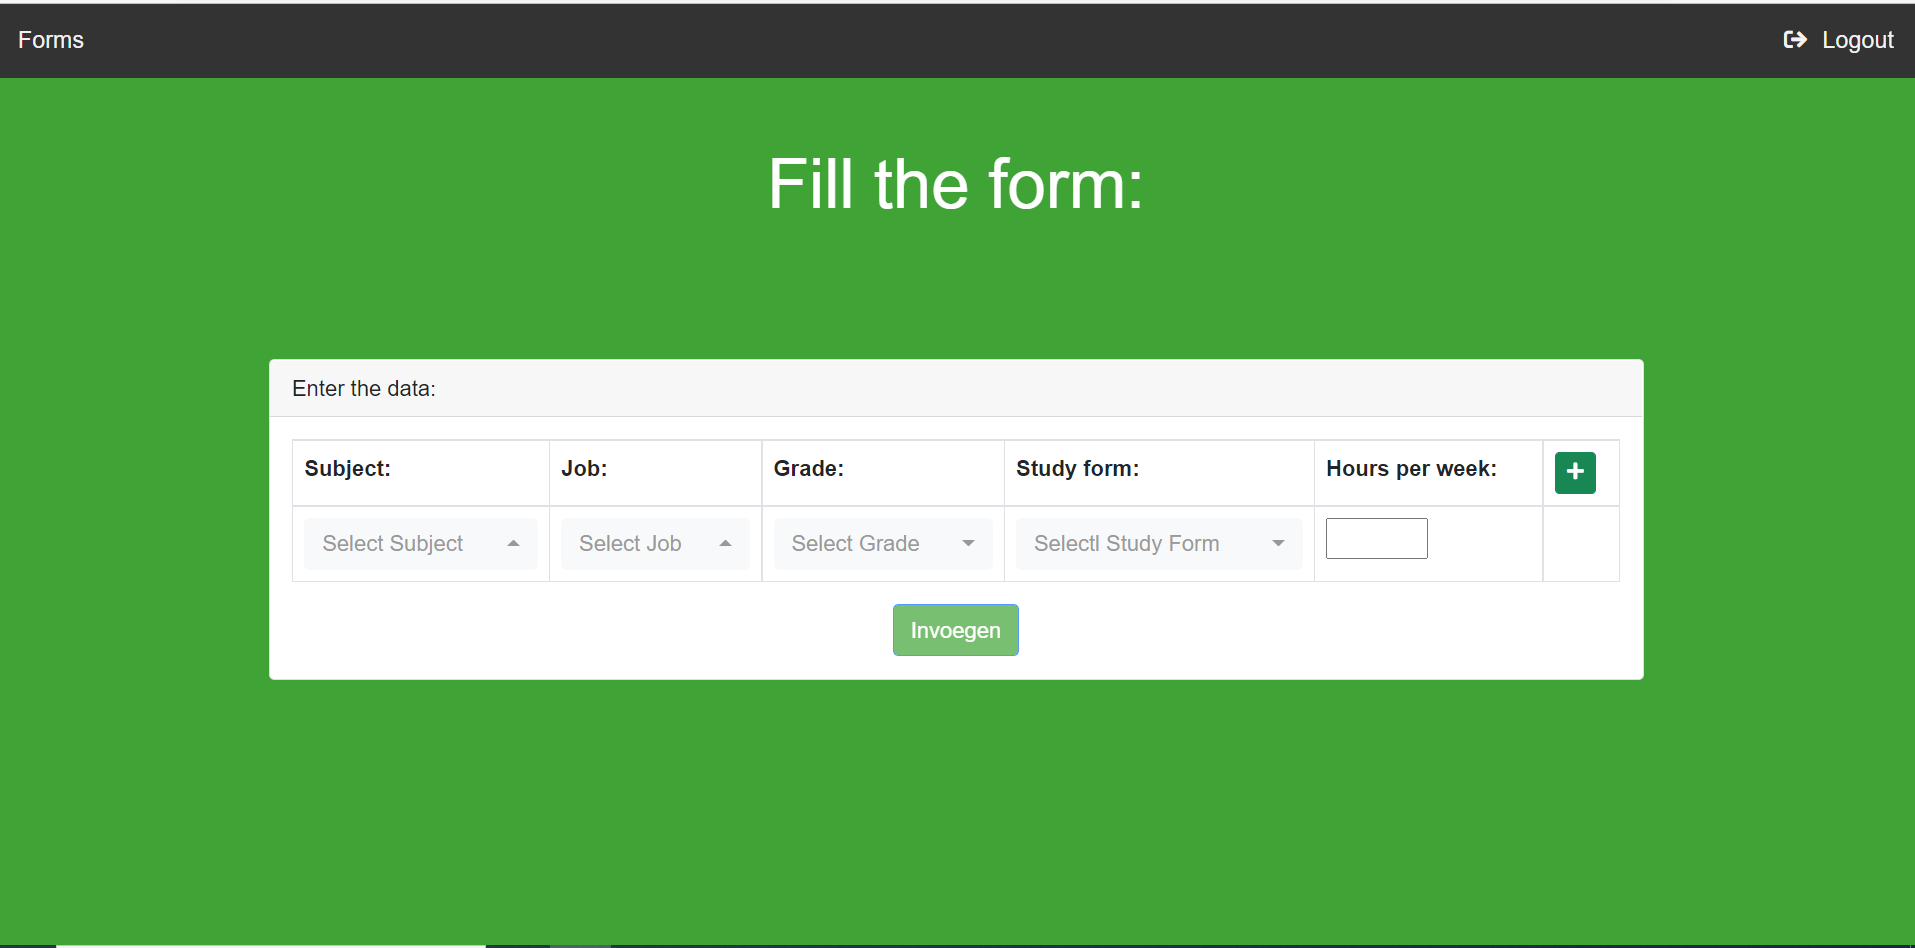 Forms Logout
Fill the form:
Enter the data:
Subject: Job: Grade: Study form: Hours per week:
Select Subject Select Job Select Grade Selectl Study Form
Invoegen